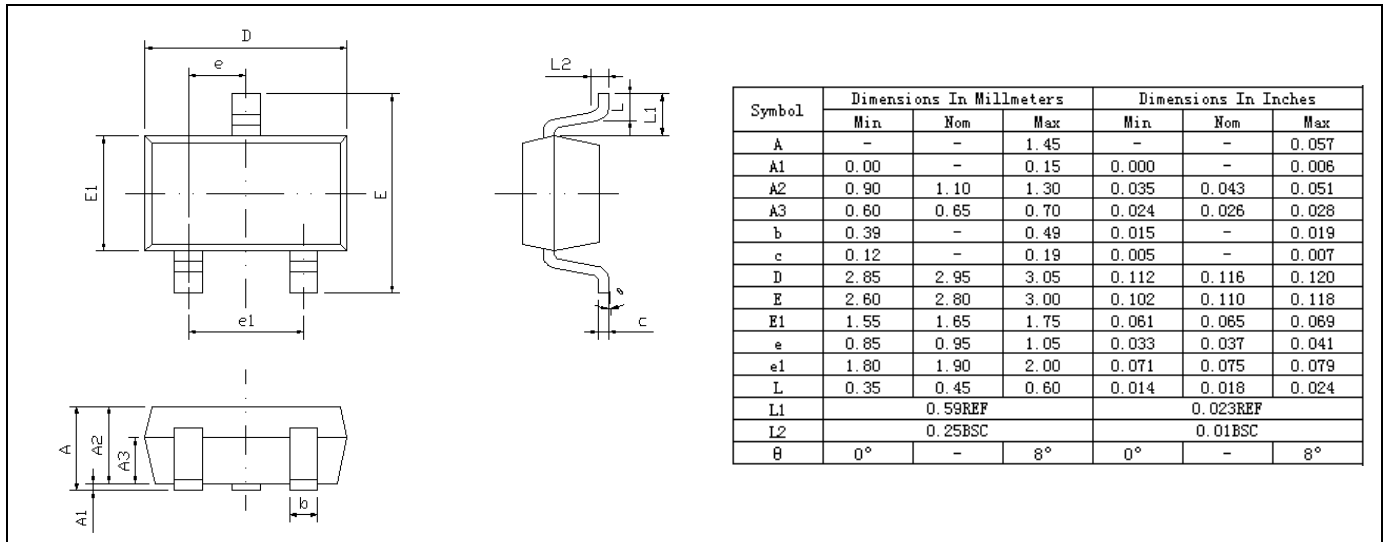 D
e
E1
E
e1
L2
L
L1
c
A
A2
A3
A1
b
Symbol Dimensions In Millmeters Dimensions In Inches
Min Nom Max Min Nom Max
A - - 1.45 - - 0.057
A1 0.00 - 0.15 0.000 - 0.006
A2 0.90 1.10 1.30 0.035 0.043 0.051
A3 0.60 0.65 0.70 0.024 0.026 0.028
b 0.39 - 0.49 0.015 - 0.019
c 0.12 - 0.19 0.005 - 0.007
D 2.85 2.95 3.05 0.112 0.116 0.120
E 2.60 2.80 3.00 0.102 0.110 0.118
E1 1.55 1.65 1.75 0.061 0.065 0.069
e 0.85 0.95 1.05 0.033 0.037 0.041
e1 1.80 1.90 2.00 0.071 0.075 0.079
L 0.35 0.45 0.60 0.014 0.018 0.024
L1 0.59REF 0.023REF
L2 0.25BSC 0.01BSC
θ 0° - 8° 0° - 8°